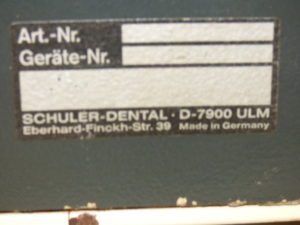 Art.-Nr.
Geräte-Nr.
SCHULER-DENTAL · D-7900 ULM
Eberhard-Finckh-Str. 39 Made in Germany